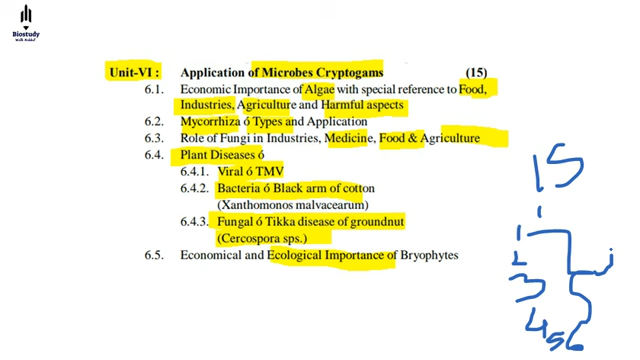 Biostudy
Unit-VI : Application of Microbes Cryptogams (15)
6.1. Economic Importance of Algae with special reference to Food,
Industries, Agriculture and Harmful aspects
6.2. Mycorrhiza ó Types and Application
6.3. Role of Fungi in Industries, Medicine, Food & Agriculture
6.4. Plant Diseases ó
6.4.1. Viral ó TMV
6.4.2. Bacteria ó Black arm of cotton
(Xanthomonos malvacearum)
6.4.3. Fungal ó Tikka disease of groundnut
(Cercospora sps.)
6.5. Economical and Ecological Importance of Bryophytes
15
1
1
2
3
4 5 6